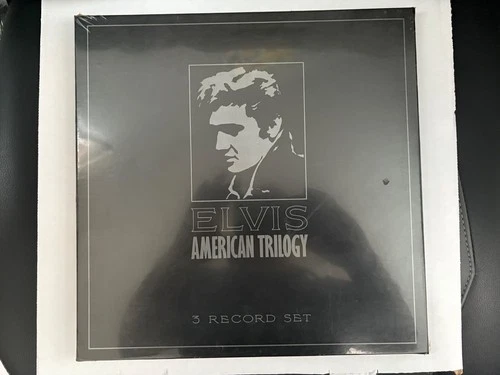 ELVIS
AMERICAN TRILOGY
3 RECORD SET